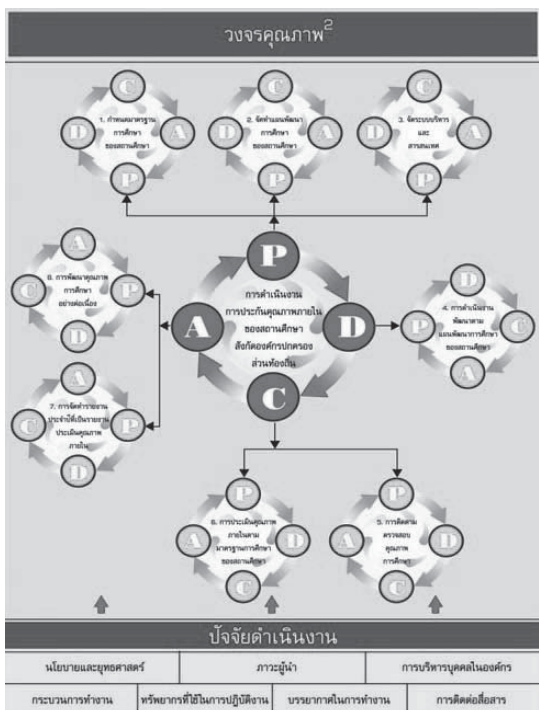 วงจรคุณภาพ²
C
D
1. กำหนดมาตรฐาน
การศึกษา
ของสถานศึกษา
A
P
C
D
2. จัดทำแผนพัฒนา
การศึกษา
ของสถานศึกษา
A
P
C
D
3. จัดระบบบริหาร
และ
สารสนเทศ
A
P
A
C
8. การพัฒนาคุณภาพ
การศึกษา
อย่างต่อเนื่อง
P
D
P
A
การดำเนินงาน
การประกันคุณภาพภายใน
ของสถานศึกษา
สังกัดองค์กรปกครอง
ส่วนท้องถิ่น
D
C
D
P
4. การดำเนินงาน
พัฒนาตาม
แผนพัฒนาการศึกษา
ของสถานศึกษา
C
A
A
C
7. การจัดทำรายงาน
ประจำปีที่เป็นรายงาน
ประเมินคุณภาพ
ภายใน
P
D
P
A
6. การประเมินคุณภาพ
ภายในตาม
มาตรฐานการศึกษา
ของสถานศึกษา
D
C
P
A
5. การติดตาม
ตรวจสอบ
คุณภาพ
การศึกษา
D
C
ปัจจัยดำเนินงาน
นโยบายและยุทธศาสตร์
ภาวะผู้นำ
การบริหารบุคคลในองค์กร
กระบวนการทำงาน
ทรัพยากรที่ใช้ในการปฏิบัติงาน
บรรยากาศในการทำงาน
การติดต่อสื่อสาร